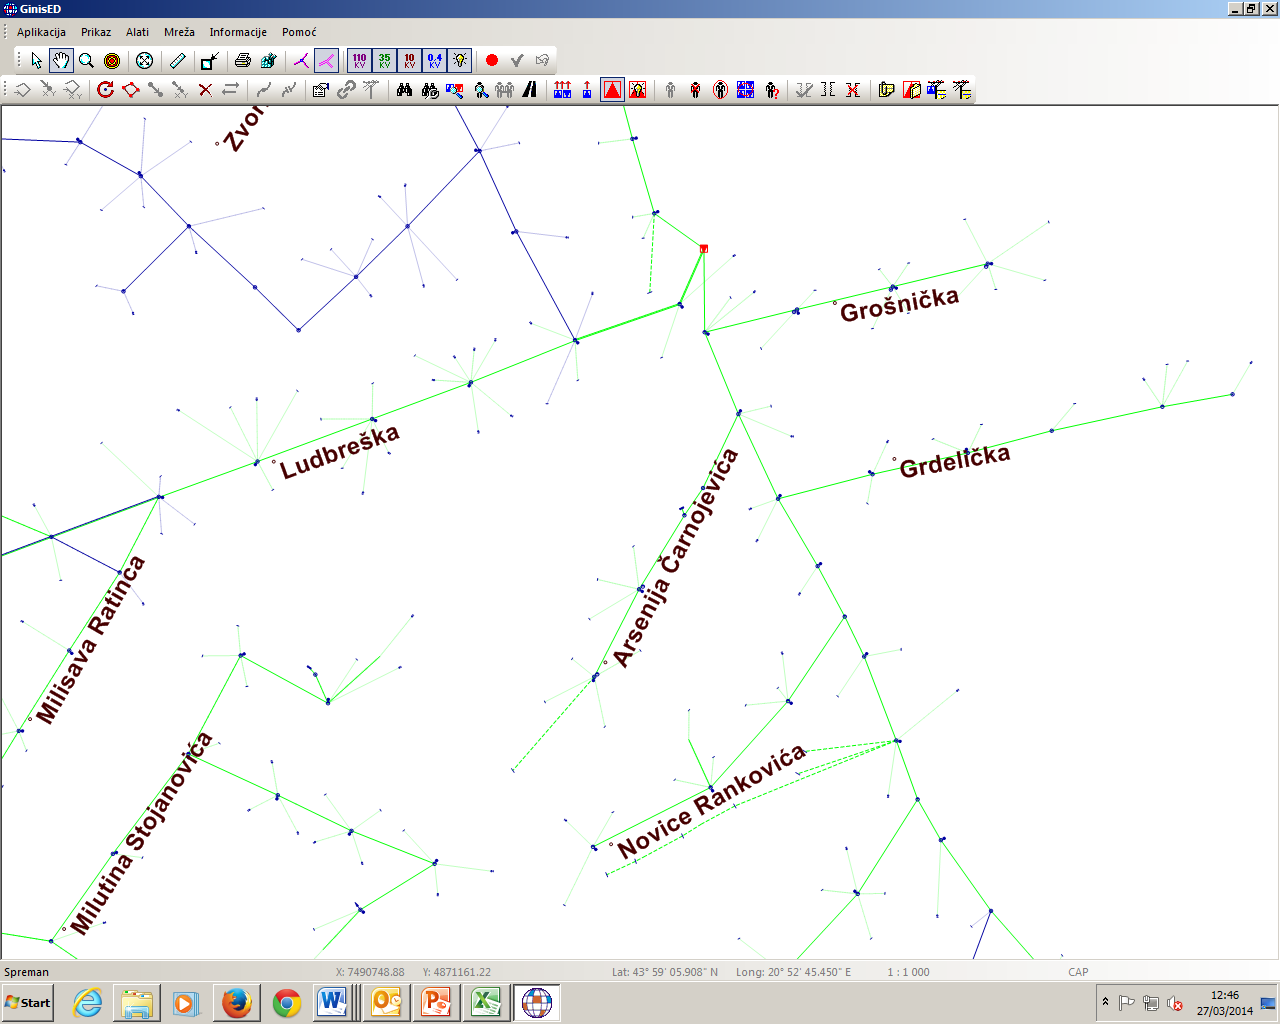 GinisED
Aplikacija Prikaz Alati Mreža Informacije Pomoć
110 KV 35 KV 10 KV 0.4 KV
Zvor
Grošnička
Ludbreška
Grdelička
Arsenija Čarnojevića
Milisava Ratinca
Milutina Stojanovića
Novice Rankovića
Spreman X: 7490748.88 Y: 4871161.22 Lat: 43° 59' 05.908" N Long: 20° 52' 45.450" E 1 : 1 000 CAP
Start 12:46
27/03/2014